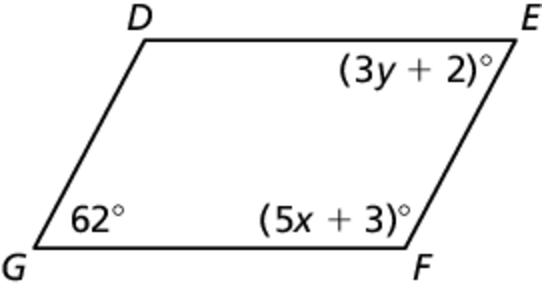 D E
(3y + 2)°
62° (5x + 3)°
G F